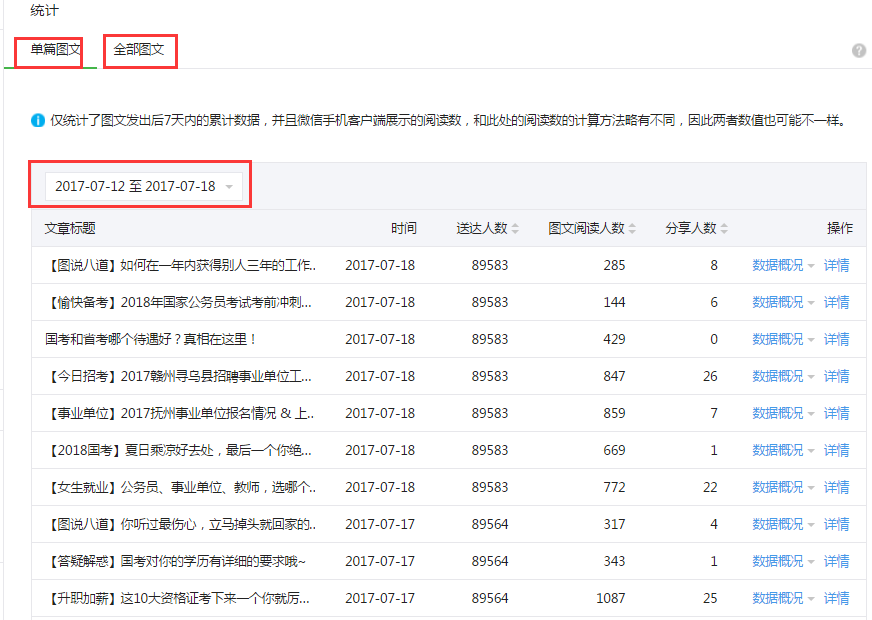 统计
单篇图文 全部图文
仅统计了图文发出后7天内的累计数据，并且微信手机客户端展示的阅读数，和此处的阅读数的计算方法略有不同，因此两者数值也可能不一样。
2017-07-12 至 2017-07-18
文章标题 时间 送达人数 图文阅读人数 分享人数 操作
【图说八道】如何在一年内获得别人三年的工作.. 2017-07-18 89583 285 8 数据概况 详情
【愉快备考】2018年国家公务员考试考前冲刺... 2017-07-18 89583 144 6 数据概况 详情
国考和省考哪个待遇好？真相在这里！ 2017-07-18 89583 429 0 数据概况 详情
【今日招考】2017赣州寻乌县招聘事业单位工... 2017-07-18 89583 847 26 数据概况 详情
【事业单位】2017抚州事业单位报名情况 & 上.. 2017-07-18 89583 859 7 数据概况 详情
【2018国考】夏日乘凉好去处，最后一个你绝... 2017-07-18 89583 669 1 数据概况 详情
【女生就业】公务员、事业单位、教师，选哪个.. 2017-07-18 89583 772 22 数据概况 详情
【图说八道】你听过最伤心，立马掉头就回家的.. 2017-07-17 89564 317 4 数据概况 详情
【答疑解惑】国考对你的学历有详细的要求哦~ 2017-07-17 89564 343 1 数据概况 详情
【升职加薪】这10大资格证考下来一个你就厉... 2017-07-17 89564 1087 25 数据概况 详情